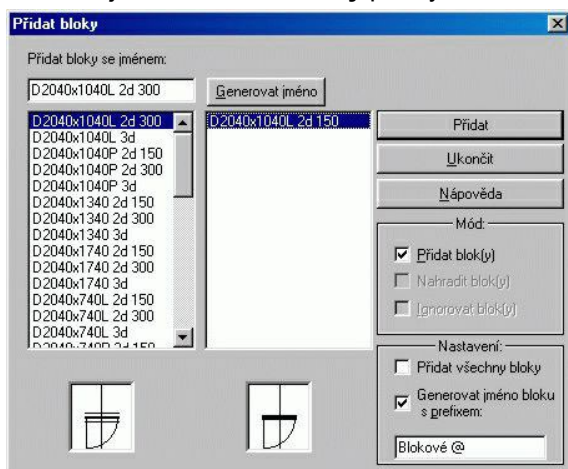 Přidat bloky
Přidat bloky se jménem:
D2040x1040L 2d 300
Generovat jméno
D2040x1040L 2d 300
D2040x1040L 3d
D2040x1040P 2d 150
D2040x1040P 2d 300
D2040x1040P 3d
D2040x1340 2d 150
D2040x1340 2d 300
D2040x1340 3d
D2040x1740 2d 150
D2040x1740 2d 300
D2040x1740 3d
D2040x740L 2d 150
D2040x740L 2d 300
D2040x740L 3d
D2040x740P 2d 150
D2040x1040L 2d 150
Přidat
Ukončit
Nápověda
Mód:
Přidat blok(y)
Nahradit blok(y)
Ignorovat blok(y)
Nastavení:
Přidat všechny bloky
Generovat jméno bloku
s prefixem:
Blokové @